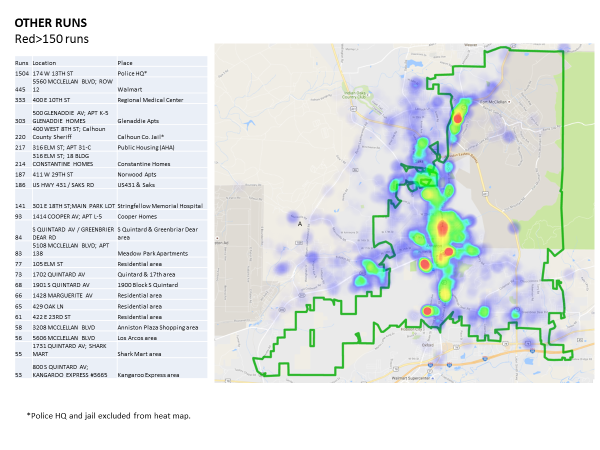 OTHER RUNS
Red>150 runs
Runs Location Place
1504 174 W 13TH ST Police HQ*
5560 MCCLELLAN BLVD; ROW
445 12 Walmart
333 400 E 10TH ST Regional Medical Center
500 GLENADDIE AV; APT K-5
303 GLENADDIE HOMES Glenaddie Apts
400 WEST 8TH ST; Calhoun
220 County Sheriff Calhoun Co. Jail*
217 316 ELM ST; APT 31-C Public Housing (AHA)
316 ELM ST; 18 BLDG
214 CONSTANTINE HOMES Constantine Homes
187 411 W 29TH ST Norwood Apts
186 US HWY 431 / SAKS RD US431 & Saks
141 301 E 18TH ST;MAIN PARK LOT Stringfellow Memorial Hospital
93 1414 COOPER AV; APT L-5 Cooper Homes
S QUINTARD AV / GREENBRIER S Quintard & Greenbriar Dear
84 DEAR RD area
5108 MCCLELLAN BLVD; APT
83 138 Meadow Park Apartments
77 105 ELM ST Residential area
73 1702 QUINTARD AV Quintard & 17th area
68 1901 S QUINTARD AV 1900 Block S Quintard
66 1428 MARGUERITE AV Residential area
65 429 OAK LN Residential area
61 422 E 23RD ST Residential area
58 3208 MCCLELLAN BLVD Anniston Plaza Shopping area
56 5606 MCCLELLAN BLVD Los Arcos area
1731 QUINTARD AV; SHARK
55 MART Shark Mart area
800 S QUINTARD AV;
53 KANGAROO EXPRESS #6665 Kangaroo Express area
A
Fort McClellan
Oxford
Walmart Supercenter
*Police HQ and jail excluded from heat map.